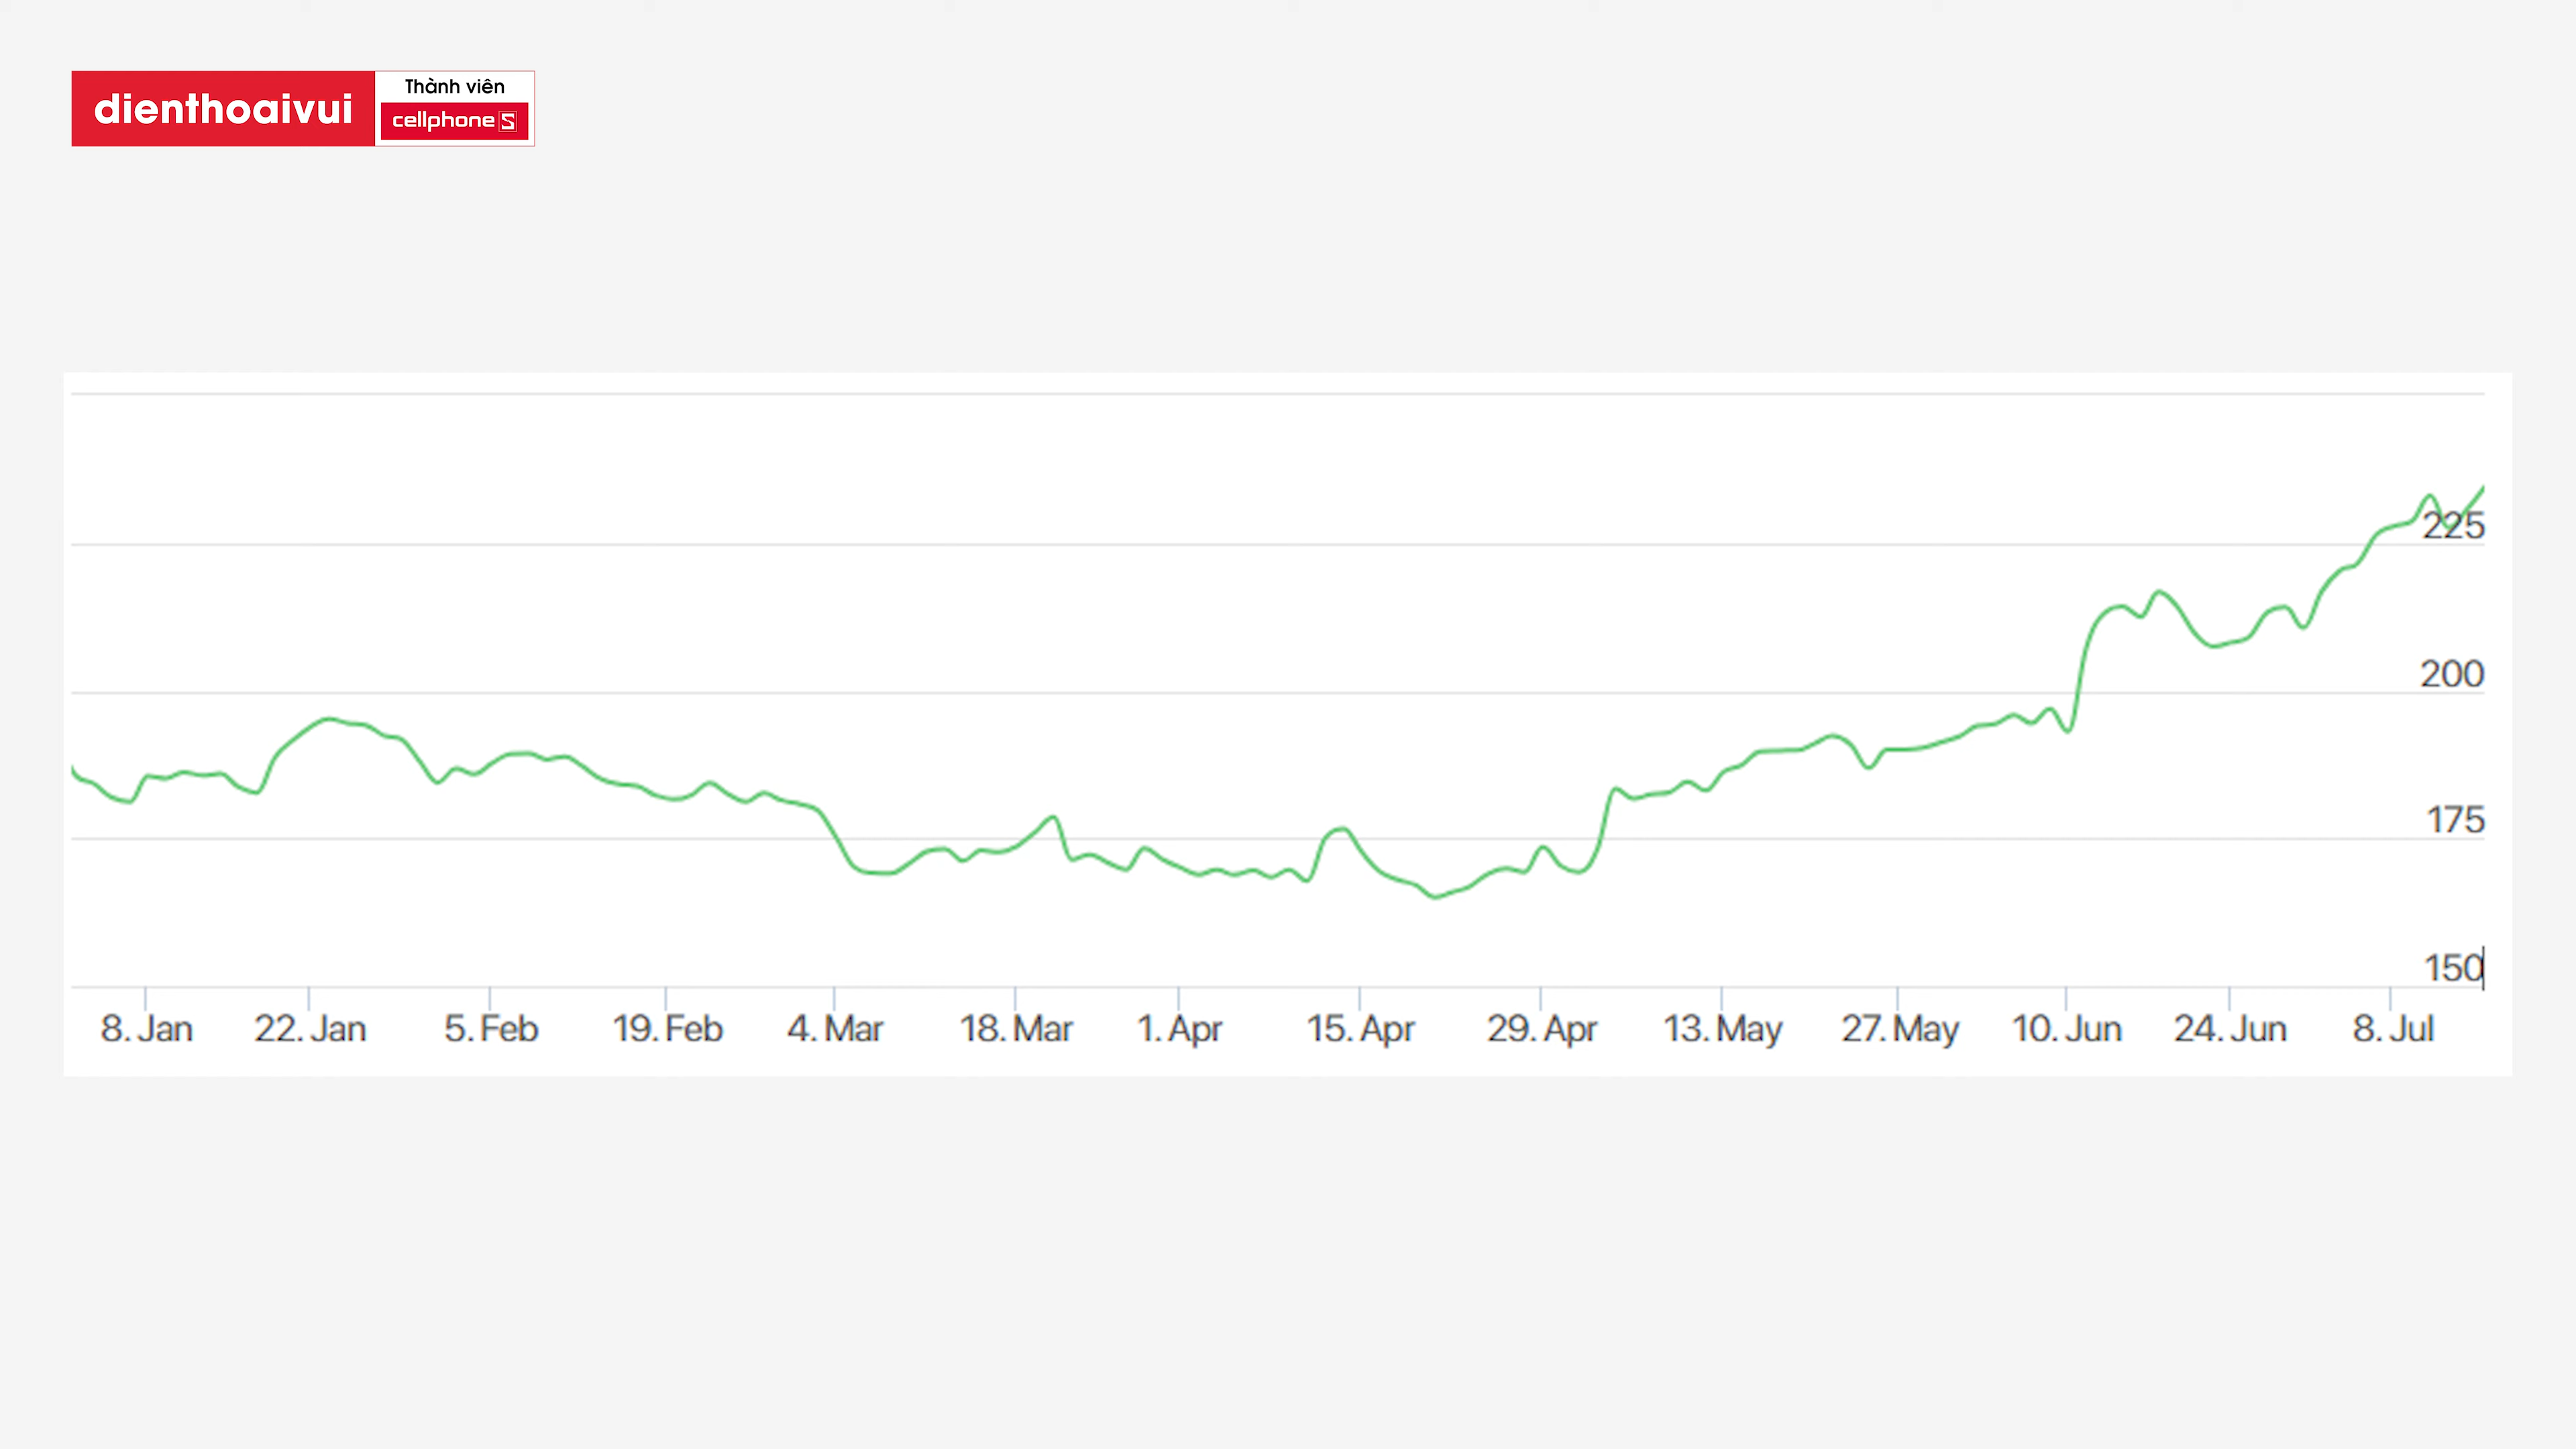 dienthoaivui
Thành viên
cellphoneS
225
200
175
150
8. Jan 22. Jan 5. Feb 19. Feb 4. Mar 18. Mar 1. Apr 15. Apr 29. Apr 13. May 27. May 10. Jun 24. Jun 8. Jul